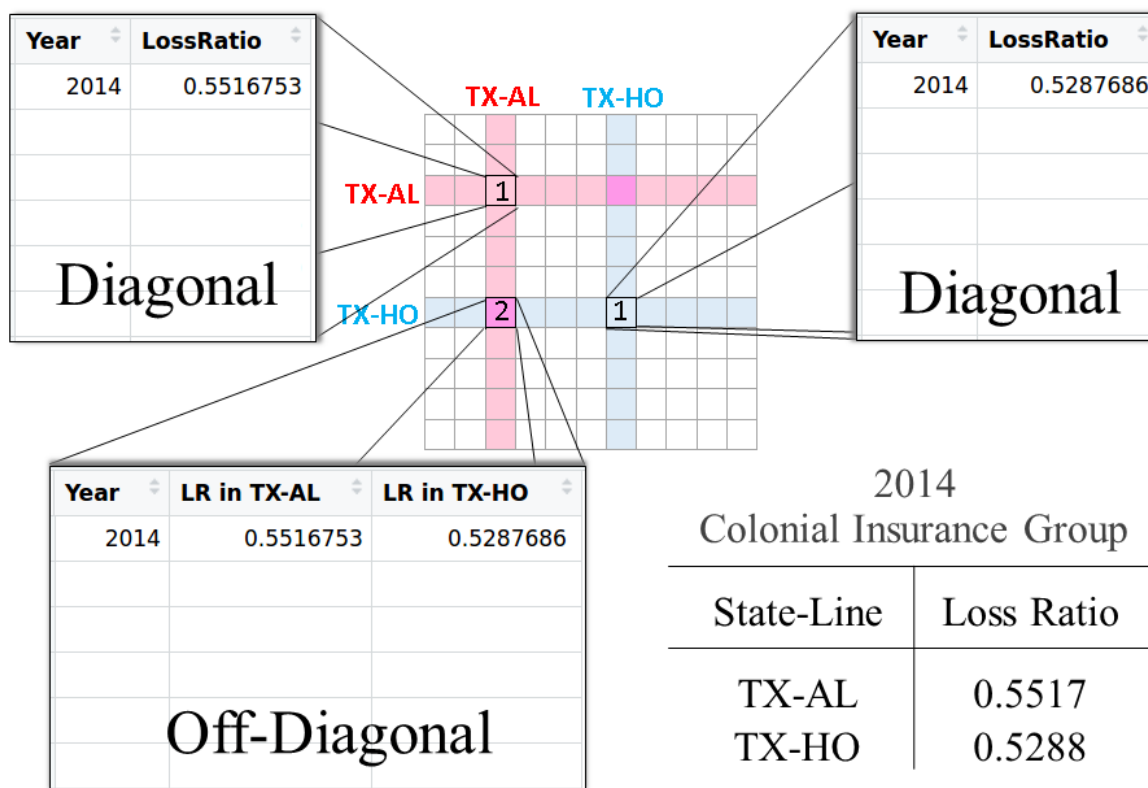 Year LossRatio
2014 0.5516753
Diagonal
TX-AL TX-HO
TX-AL
1
TX-HO
2
1
Year LossRatio
2014 0.5287686
Diagonal
Year LR in TX-AL LR in TX-HO
2014 0.5516753 0.5287686
Off-Diagonal
2014
Colonial Insurance Group
State-Line Loss Ratio
TX-AL 0.5517
TX-HO 0.5288